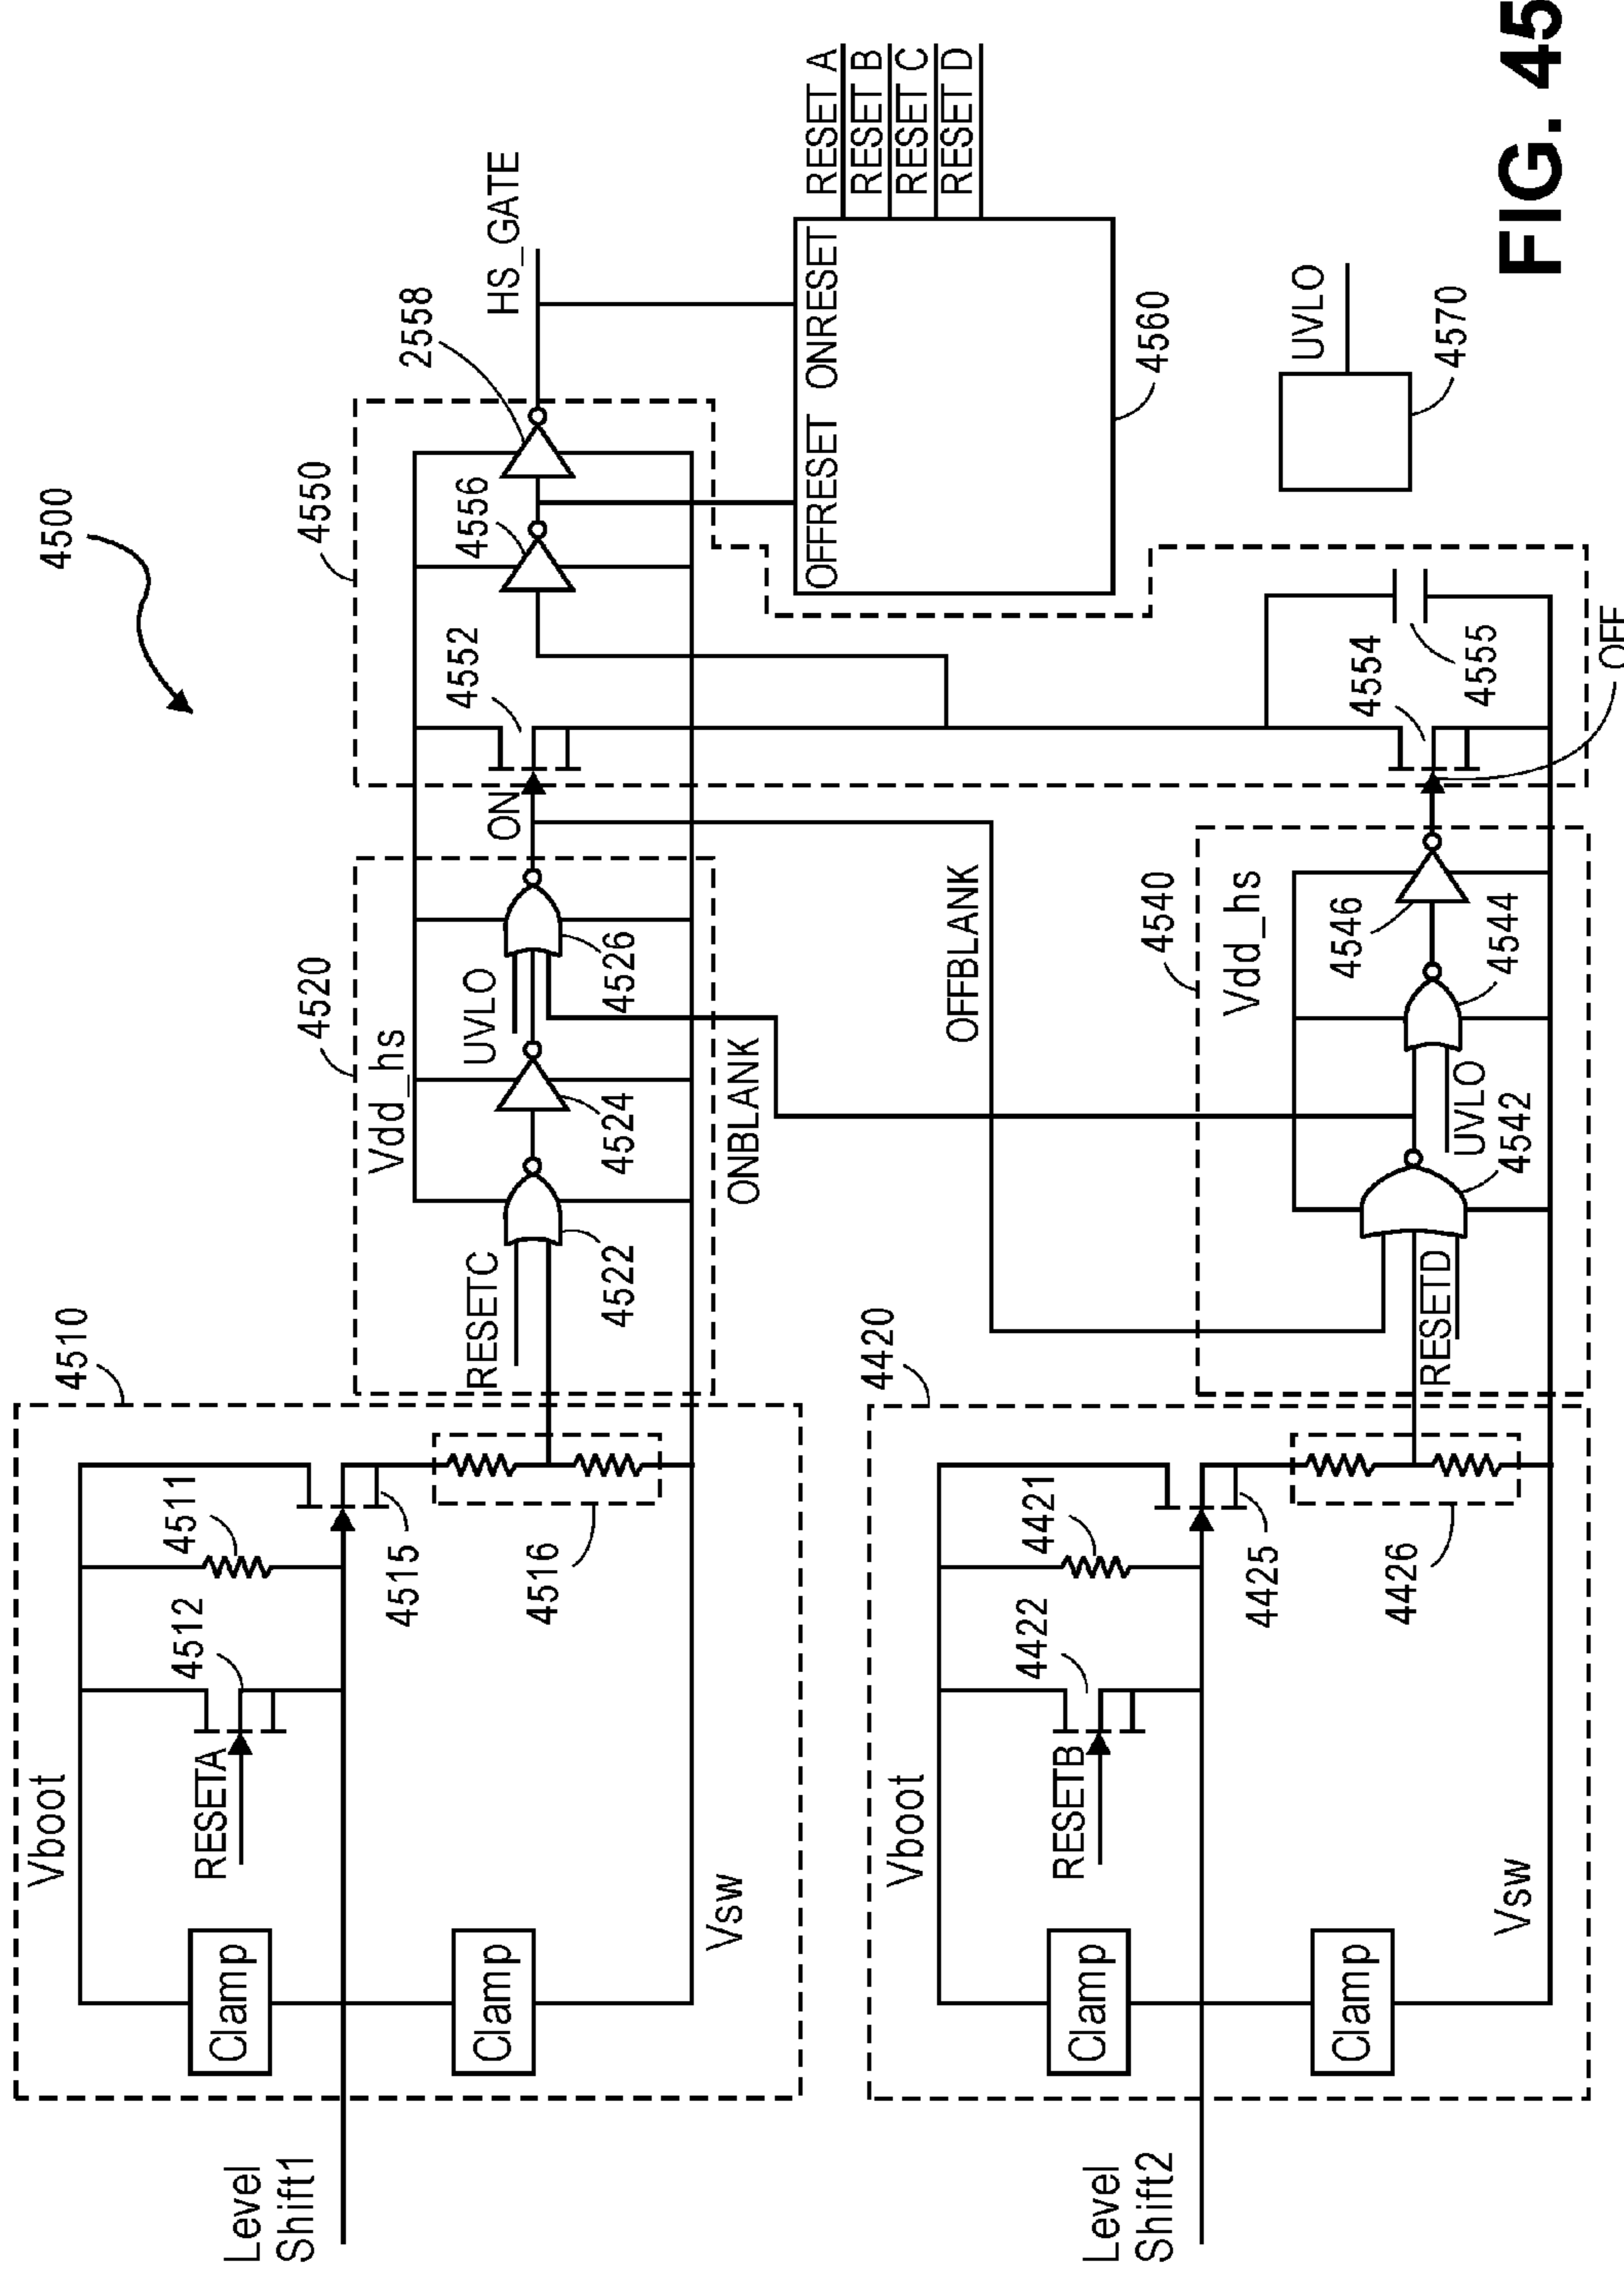 4500
4510
Vboot
Clamp
RESETA
4512
4511
4515
Level
Shift1
Clamp
4516
Vsw
4520
Vdd_hs
RESETC
4522
4524
UVLO
4526
ONBLANK
ON
4550
4552
4556
2558
HS_GATE
OFFRESET ONRESET
RESET A
RESET B
RESET C
RESET D
4560
OFFBLANK
4420
Vboot
Clamp
RESETB
4422
4421
4425
Level
Shift2
Clamp
4426
Vsw
4540
Vdd_hs
RESETD
4542
UVLO
4544
4546
4554
4555
OFF
UVLO
4570
FIG. 45